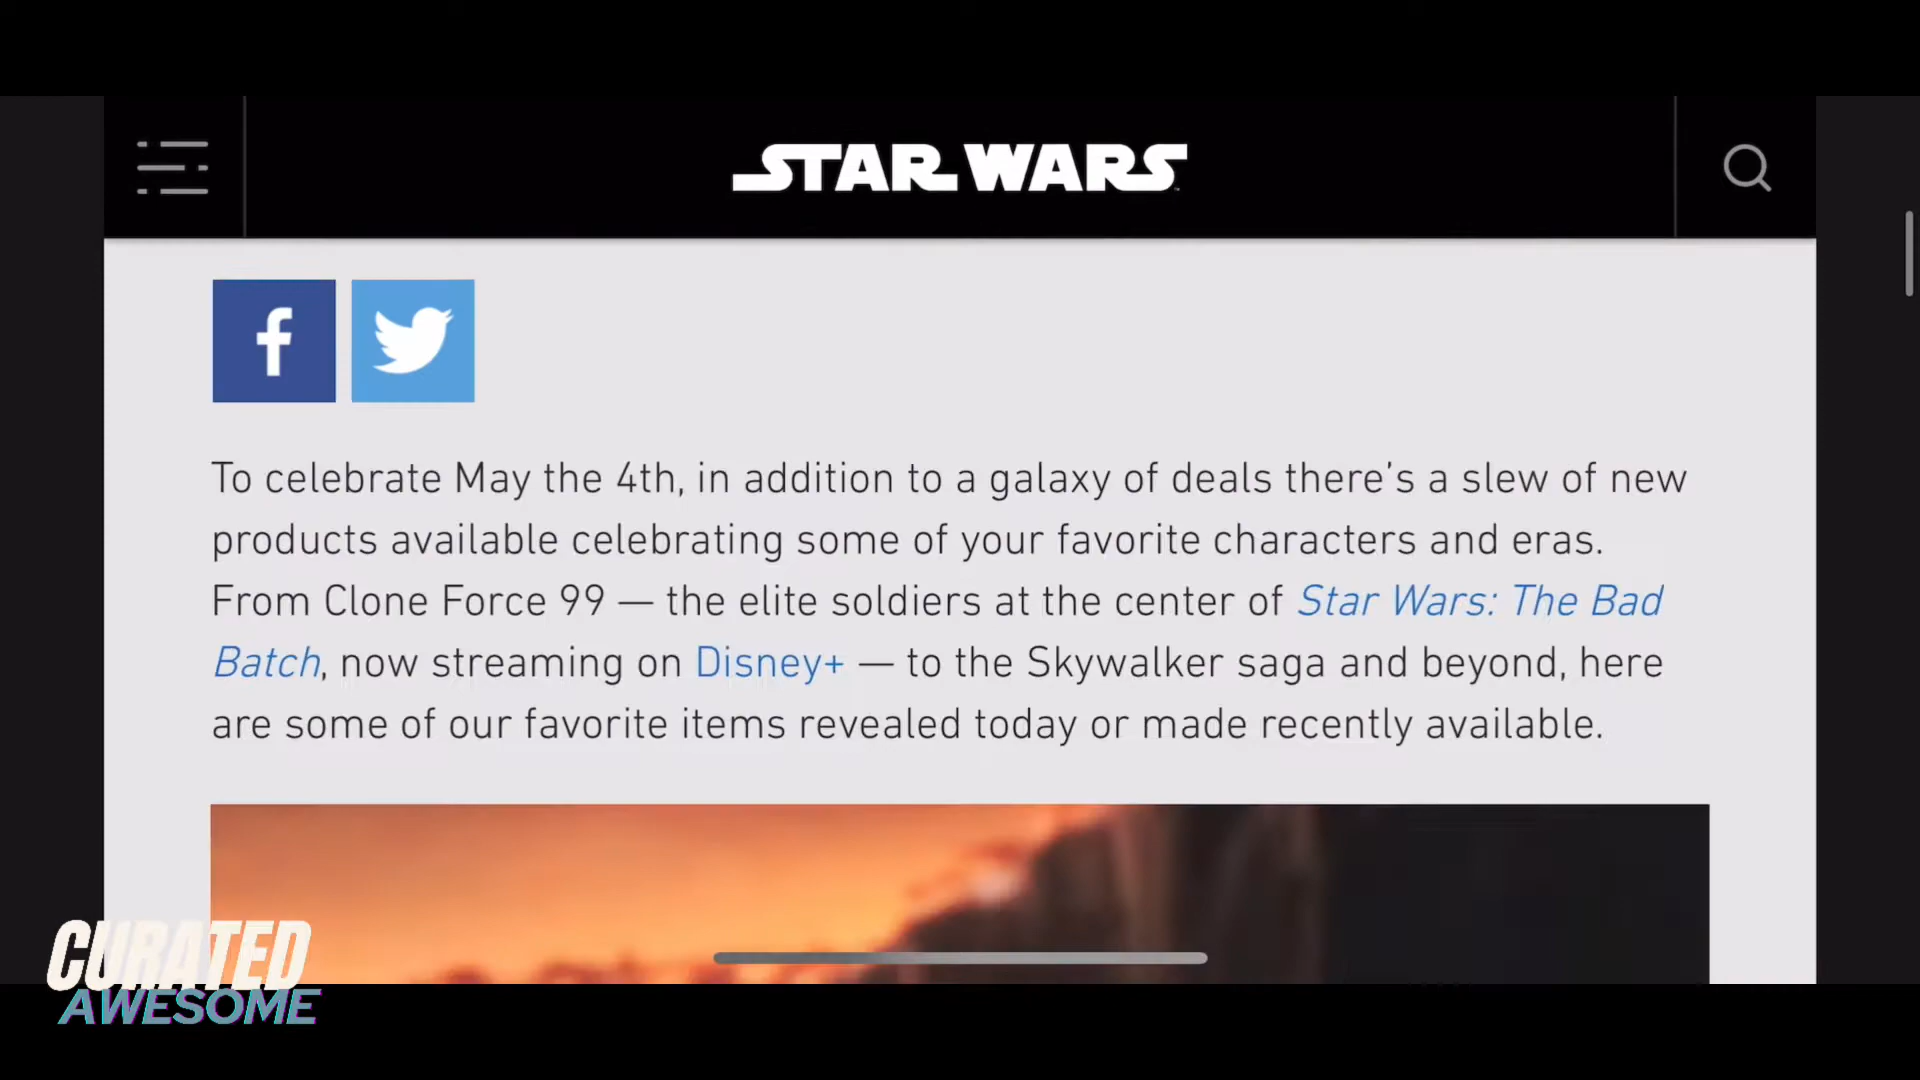 STAR WARS
To celebrate May the 4th, in addition to a galaxy of deals there's a slew of new
products available celebrating some of your favorite characters and eras.
From Clone Force 99 — the elite soldiers at the center of Star Wars: The Bad
Batch, now streaming on Disney+ — to the Skywalker saga and beyond, here
are some of our favorite items revealed today or made recently available.
CURATED
AWESOME